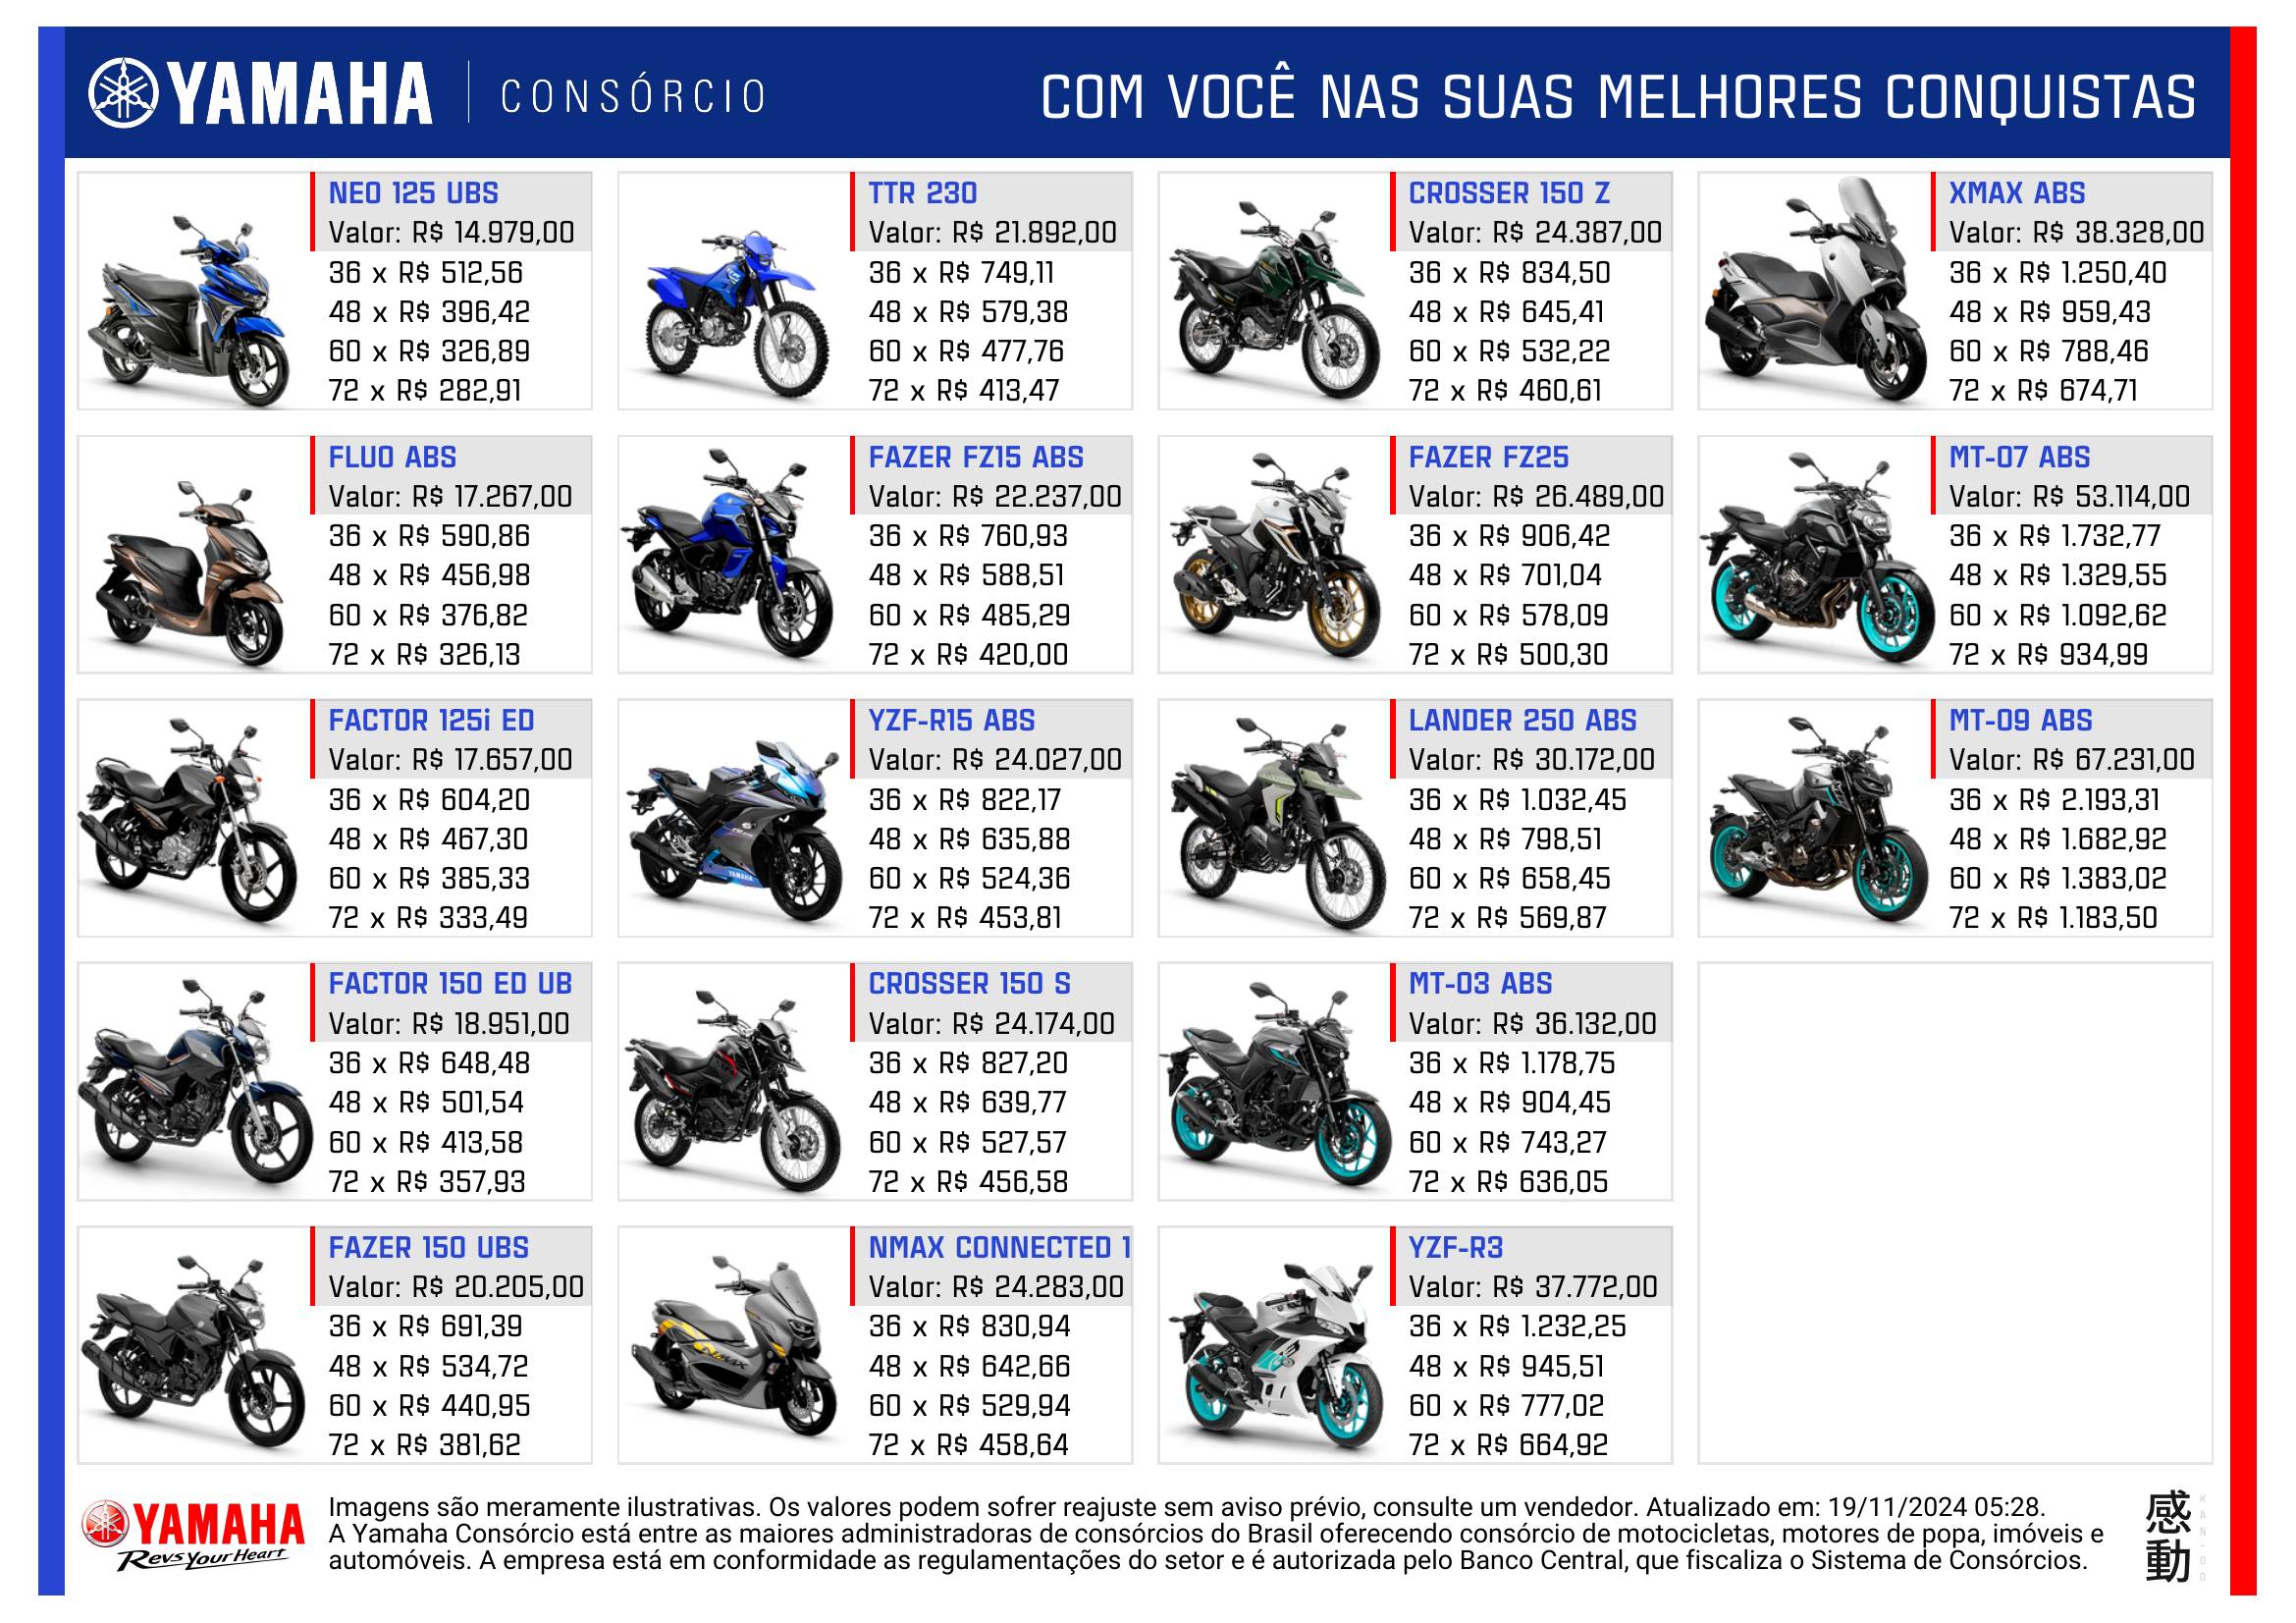 YAMAHA | CONSÓRCIO
COM VOCÊ NAS SUAS MELHORES CONQUISTAS
NEO 125 UBS
Valor: R$ 14.979,00
36 x R$ 512,56
48 x R$ 396,42
60 x R$ 326,89
72 x R$ 282,91
TTR 230
Valor: R$ 21.892,00
36 x R$ 749,11
48 x R$ 579,38
60 x R$ 477,76
72 x R$ 413,47
CROSSER 150 Z
Valor: R$ 24.387,00
36 x R$ 834,50
48 x R$ 645,41
60 x R$ 532,22
72 x R$ 460,61
XMAX ABS
Valor: R$ 38.328,00
36 x R$ 1.250,40
48 x R$ 959,43
60 x R$ 788,46
72 x R$ 674,71
FLUO ABS
Valor: R$ 17.267,00
36 x R$ 590,86
48 x R$ 456,98
60 x R$ 376,82
72 x R$ 326,13
FAZER FZ15 ABS
Valor: R$ 22.237,00
36 x R$ 760,93
48 x R$ 588,51
60 x R$ 485,29
72 x R$ 420,00
FAZER FZ25
Valor: R$ 26.489,00
36 x R$ 906,42
48 x R$ 701,04
60 x R$ 578,09
72 x R$ 500,30
MT-07 ABS
Valor: R$ 53.114,00
36 x R$ 1.732,77
48 x R$ 1.329,55
60 x R$ 1.092,62
72 x R$ 934,99
FACTOR 125i ED
Valor: R$ 17.657,00
36 x R$ 604,20
48 x R$ 467,30
60 x R$ 385,33
72 x R$ 333,49
YZF-R15 ABS
Valor: R$ 24.027,00
36 x R$ 822,17
48 x R$ 635,88
60 x R$ 524,36
72 x R$ 453,81
LANDER 250 ABS
Valor: R$ 30.172,00
36 x R$ 1.032,45
48 x R$ 798,51
60 x R$ 658,45
72 x R$ 569,87
MT-09 ABS
Valor: R$ 67.231,00
36 x R$ 2.193,31
48 x R$ 1.682,92
60 x R$ 1.383,02
72 x R$ 1.183,50
FACTOR 150 ED UB
Valor: R$ 18.951,00
36 x R$ 648,48
48 x R$ 501,54
60 x R$ 413,58
72 x R$ 357,93
CROSSER 150 S
Valor: R$ 24.174,00
36 x R$ 827,20
48 x R$ 639,77
60 x R$ 527,57
72 x R$ 456,58
MT-03 ABS
Valor: R$ 36.132,00
36 x R$ 1.178,75
48 x R$ 904,45
60 x R$ 743,27
72 x R$ 636,05
FAZER 150 UBS
Valor: R$ 20.205,00
36 x R$ 691,39
48 x R$ 534,72
60 x R$ 440,95
72 x R$ 381,62
NMAX CONNECTED 1
Valor: R$ 24.283,00
36 x R$ 830,94
48 x R$ 642,66
60 x R$ 529,94
72 x R$ 458,64
YZF-R3
Valor: R$ 37.772,00
36 x R$ 1.232,25
48 x R$ 945,51
60 x R$ 777,02
72 x R$ 664,92
YAMAHA
Revs Your Heart
Imagens são meramente ilustrativas. Os valores podem sofrer reajuste sem aviso prévio, consulte um vendedor. Atualizado em: 19/11/2024 05:28.
A Yamaha Consórcio está entre as maiores administradoras de consórcios do Brasil oferecendo consórcio de motocicletas, motores de popa, imóveis e
automóveis. A empresa está em conformidade as regulamentações do setor e é autorizada pelo Banco Central, que fiscaliza o Sistema de Consórcios.
感動
KAN-DO